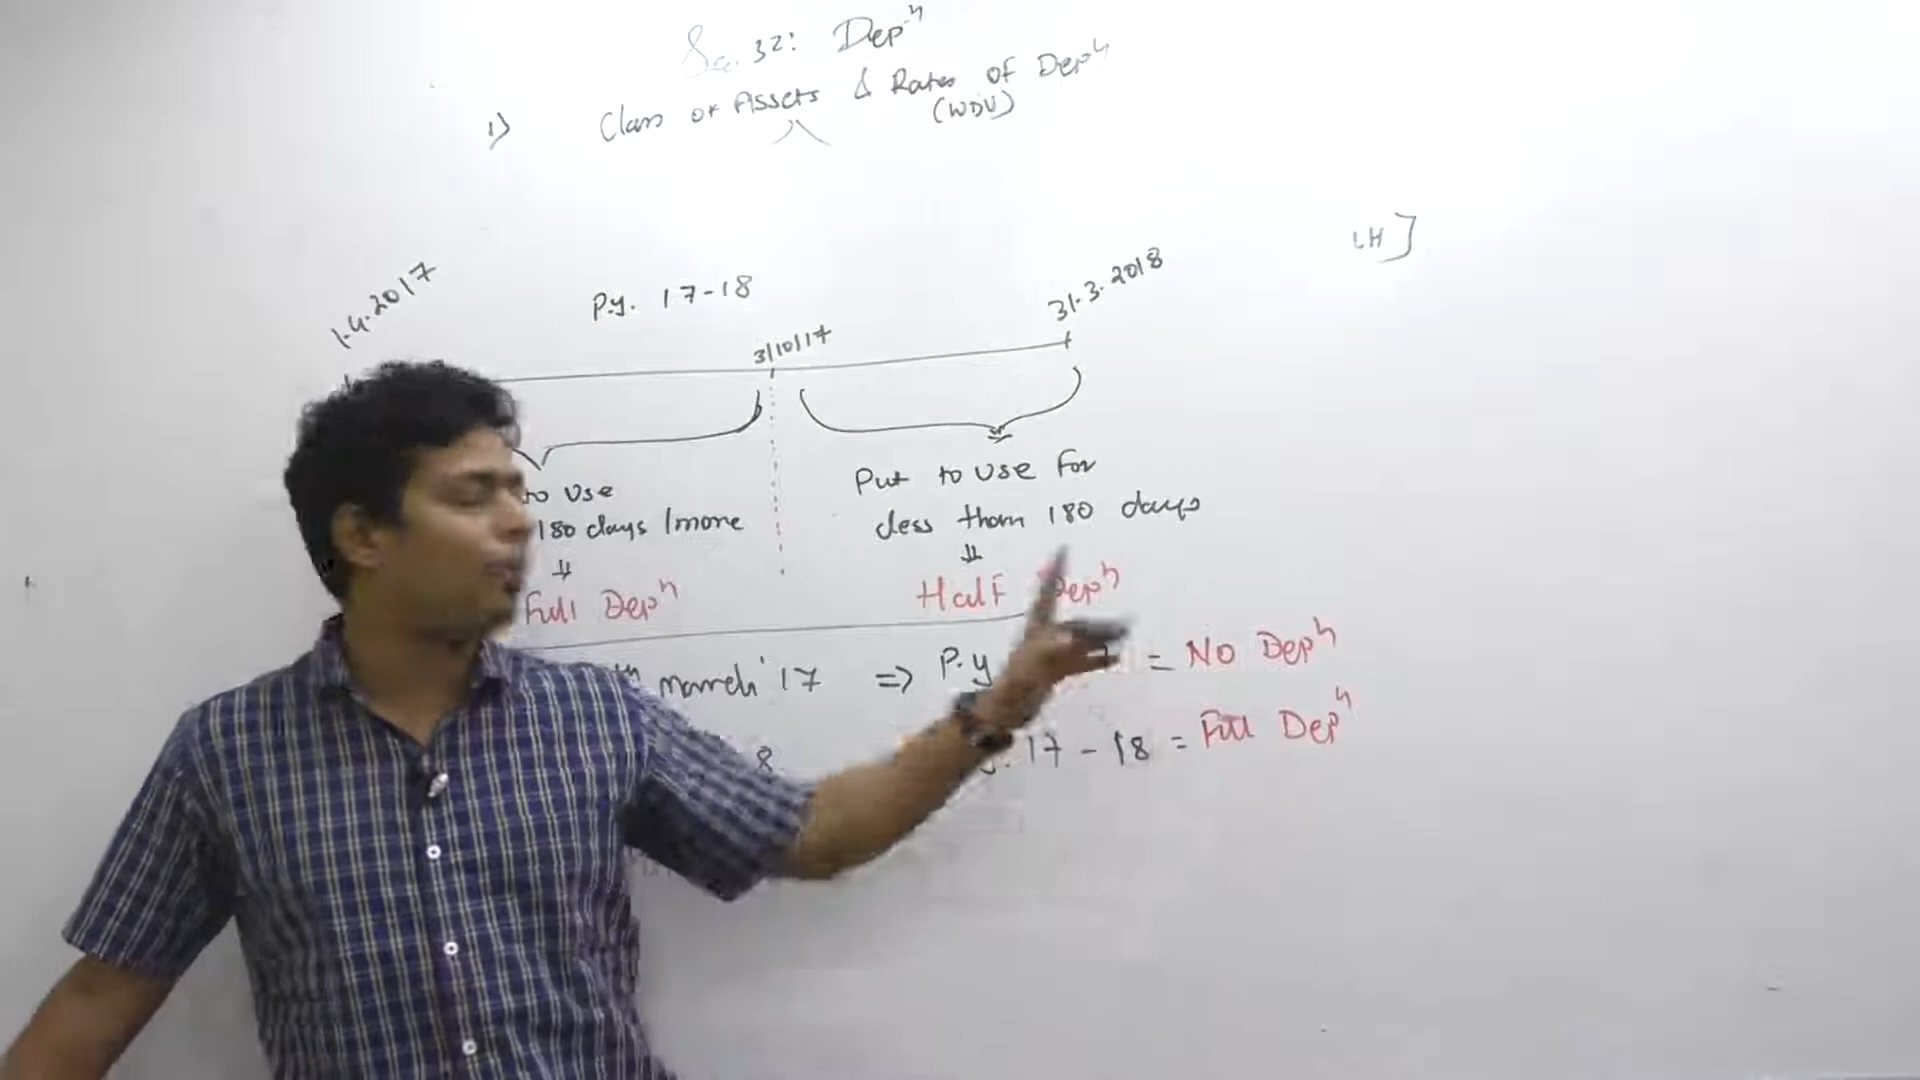 Sec. 32: Depⁿ
1) Class of Assets & Rates of Depⁿ
(WDV)
LH ]
1.4.2017
P.y. 17-18
3/10/17
31.3.2018
to use
180 days / more
⇓
Full Depⁿ
Put to use for
less than 180 days
⇓
Half Depⁿ
march '17 => P.y 7 = No Depⁿ
8 17-18 = Full Depⁿ